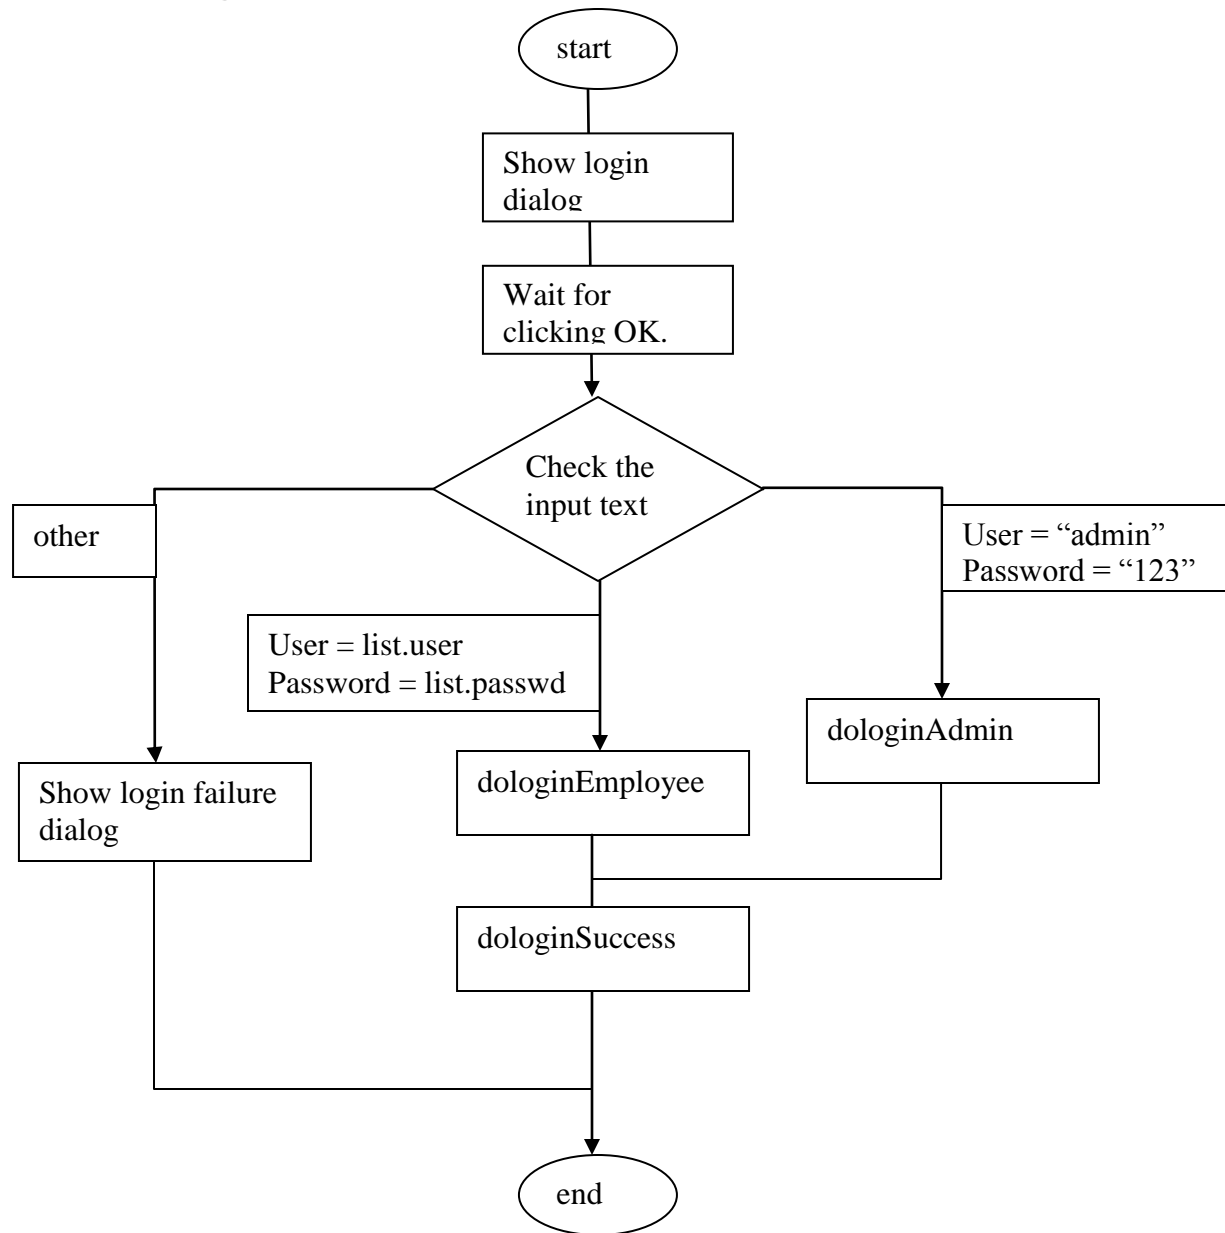 start
Show login
dialog
Wait for
clicking OK.
Check the
input text
other
User = “admin”
Password = “123”
User = list.user
Password = list.passwd
dologinAdmin
dologinEmployee
Show login failure
dialog
dologinSuccess
end